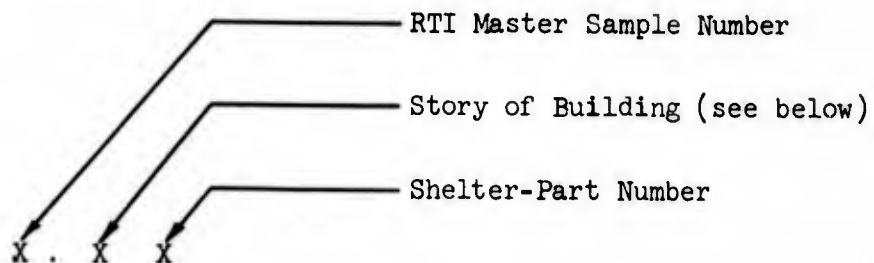 RTI Master Sample Number
Story of Building (see below)
Shelter-Part Number
X . X X